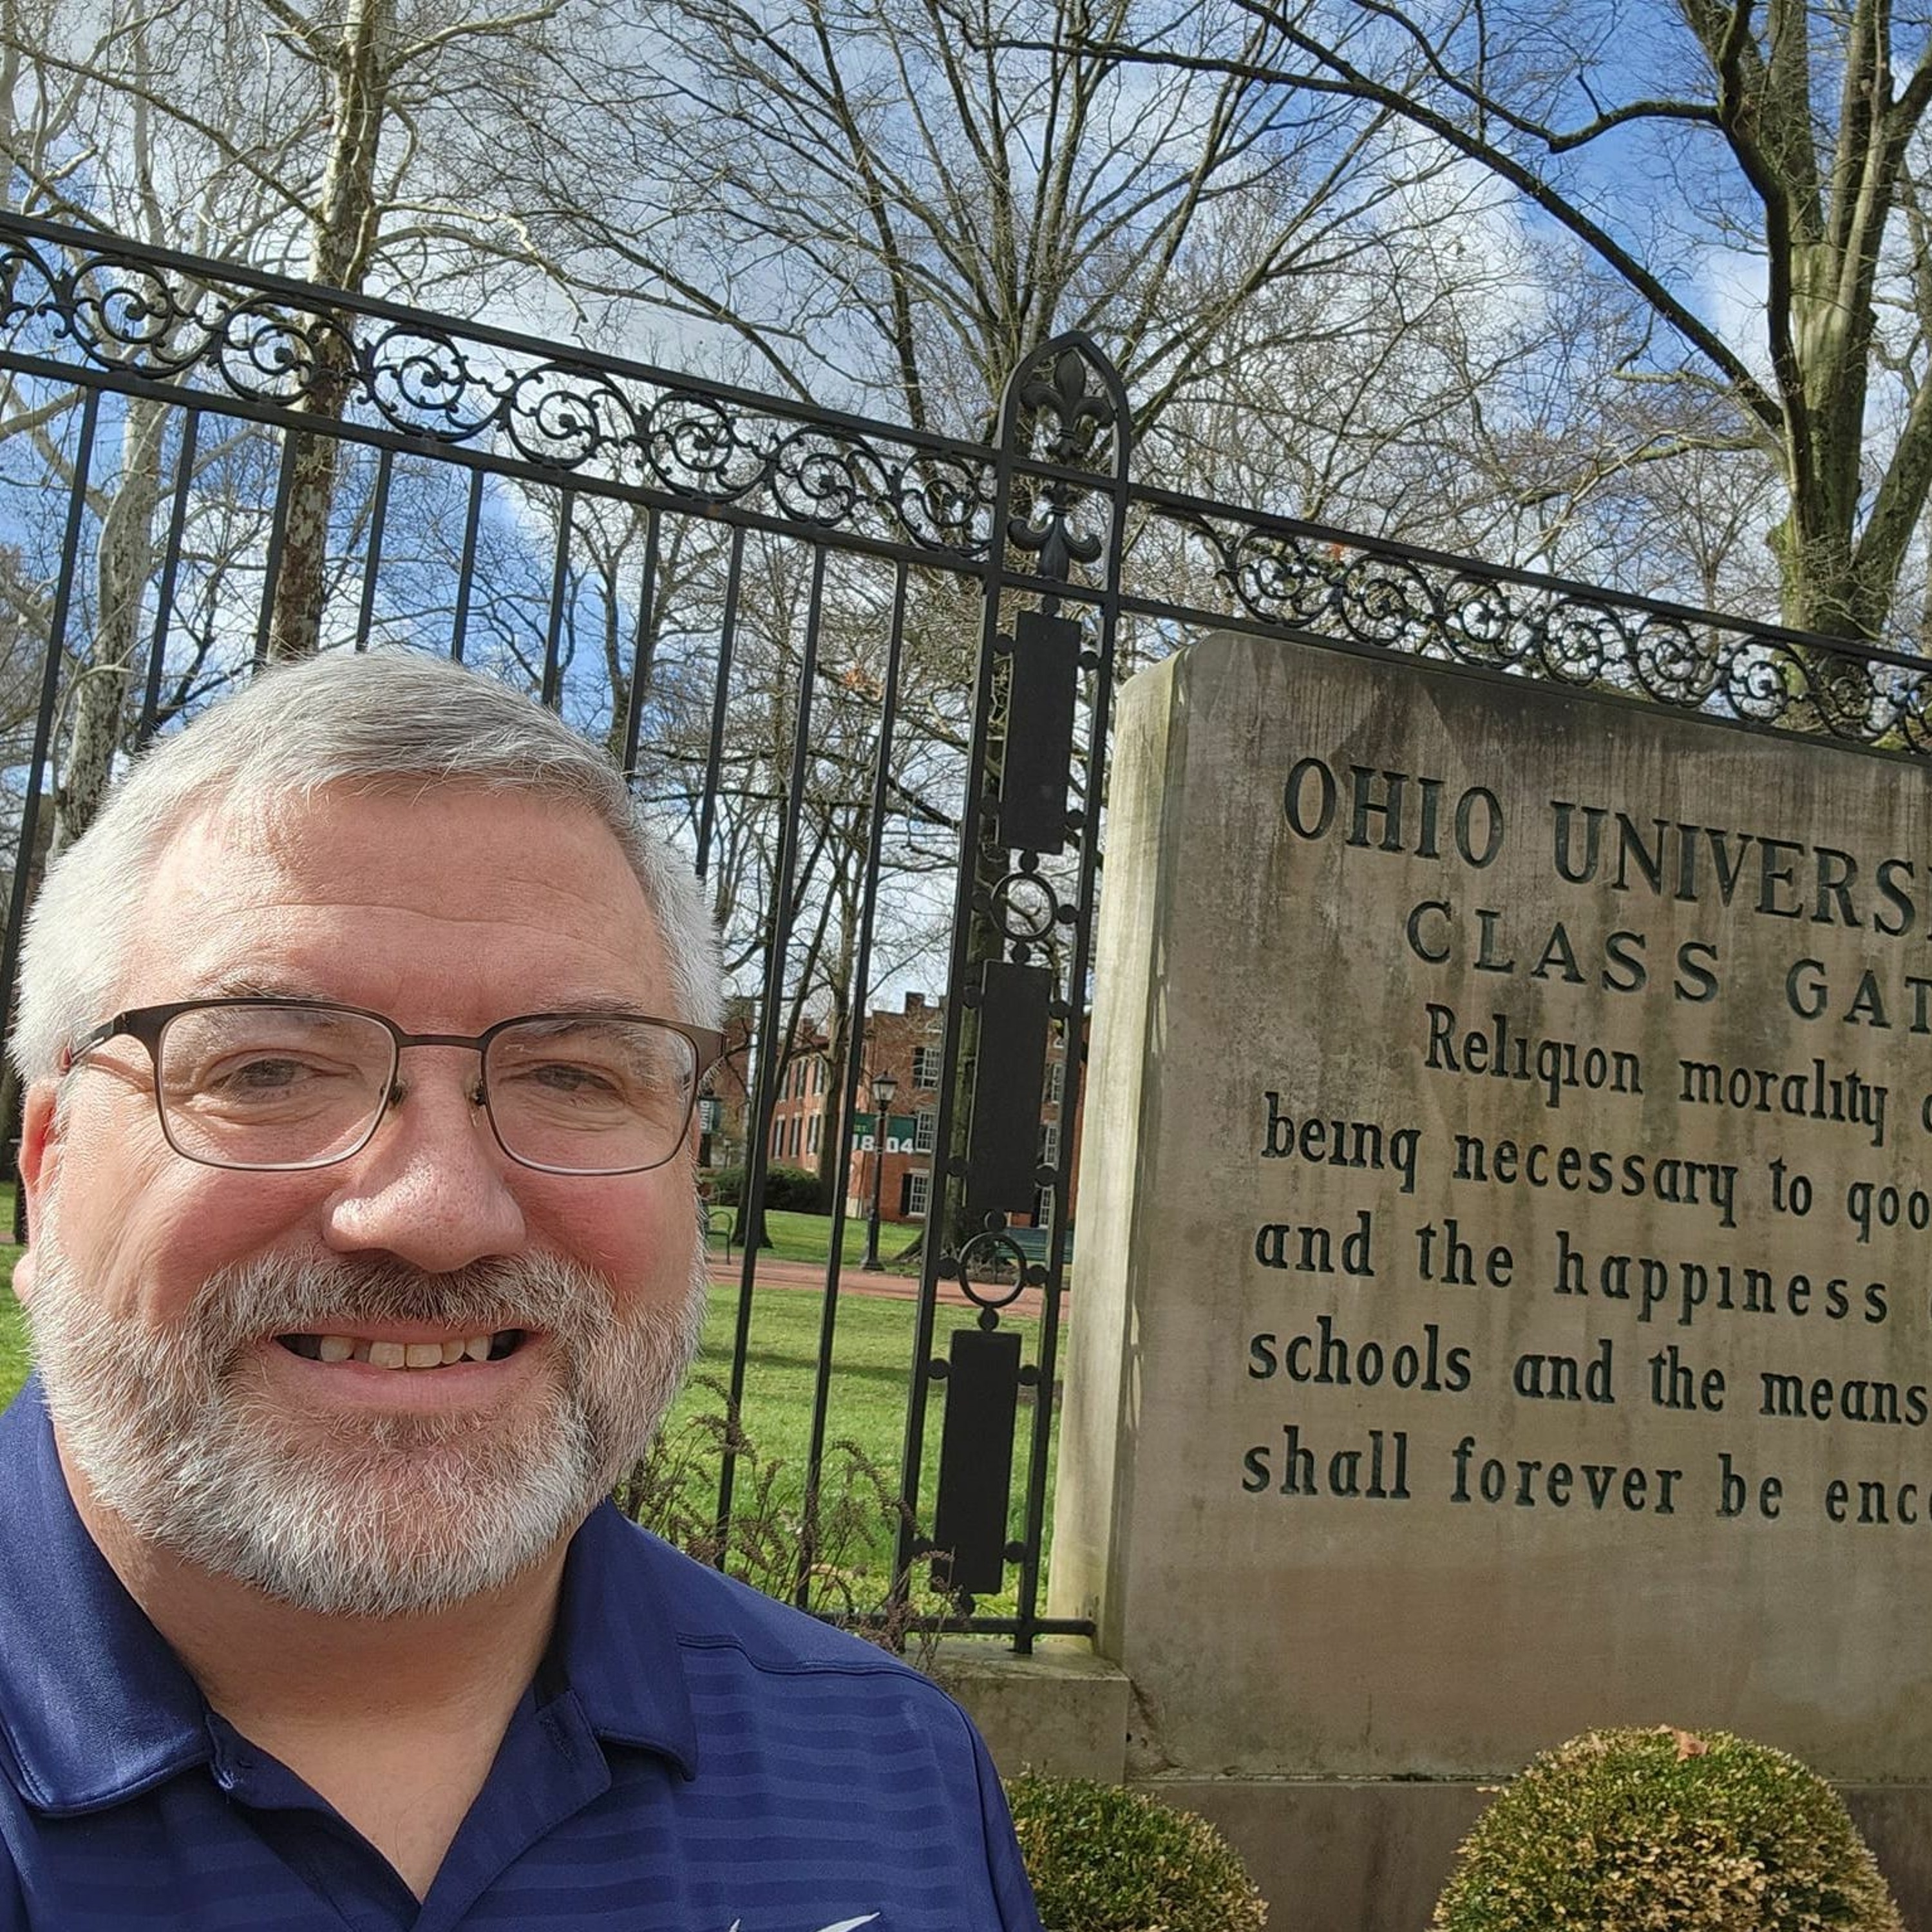 OHIO UNIVERS
CLASS GAT
Religion morality
being necessary to goo
and the happiness
schools and the means
shall forever be enc
1804